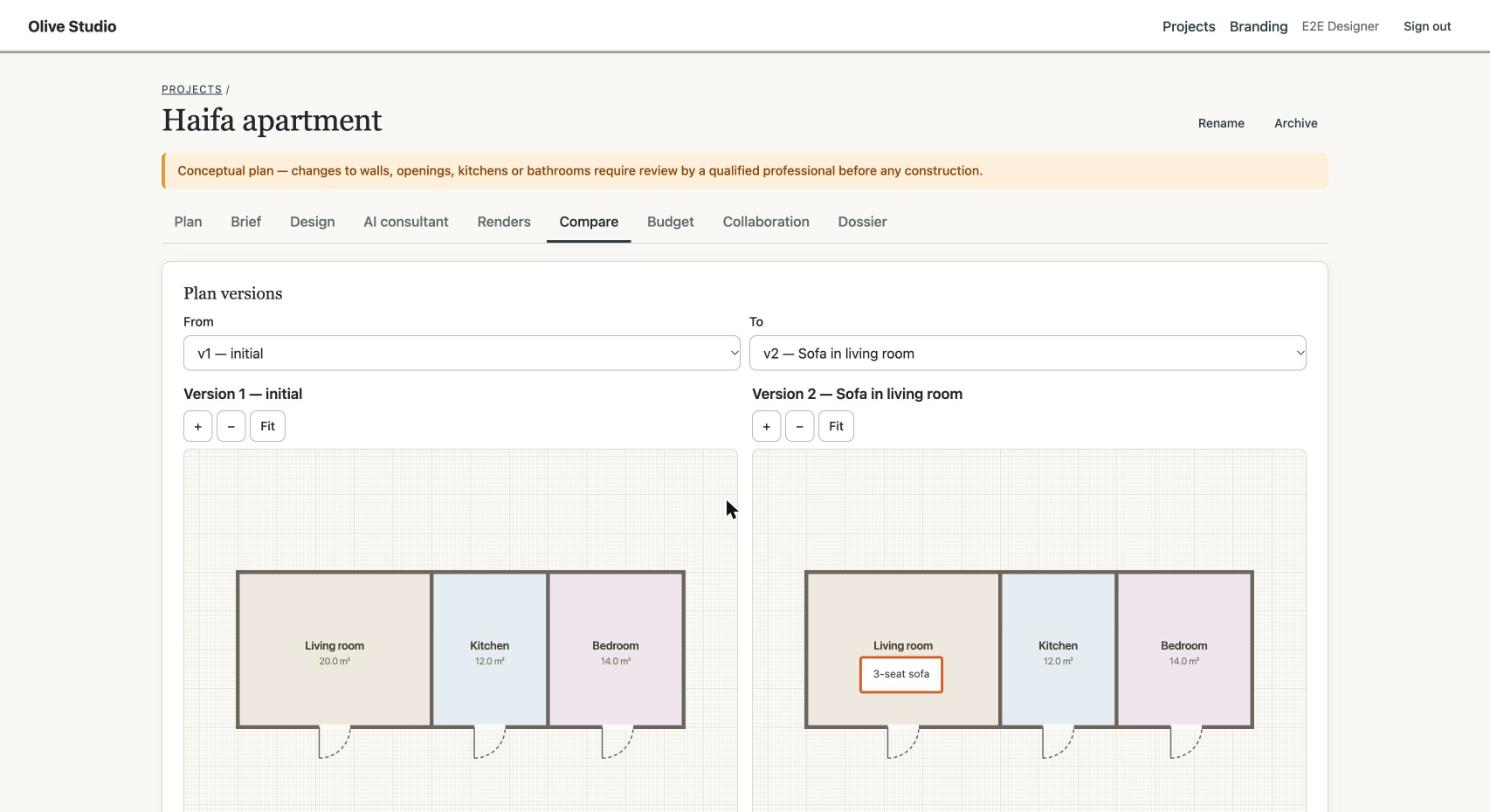 Olive Studio
Projects Branding E2E Designer Sign out
PROJECTS /
Haifa apartment
Rename Archive
Conceptual plan — changes to walls, openings, kitchens or bathrooms require review by a qualified professional before any construction.
Plan Brief Design AI consultant Renders Compare Budget Collaboration Dossier
Plan versions
From
To
v1 — initial
v2 — Sofa in living room
Version 1 — initial
Version 2 — Sofa in living room
+ − Fit
+ − Fit
Living room
20.0 m²
Kitchen
12.0 m²
Bedroom
14.0 m²
Living room
3-seat sofa
Kitchen
12.0 m²
Bedroom
14.0 m²